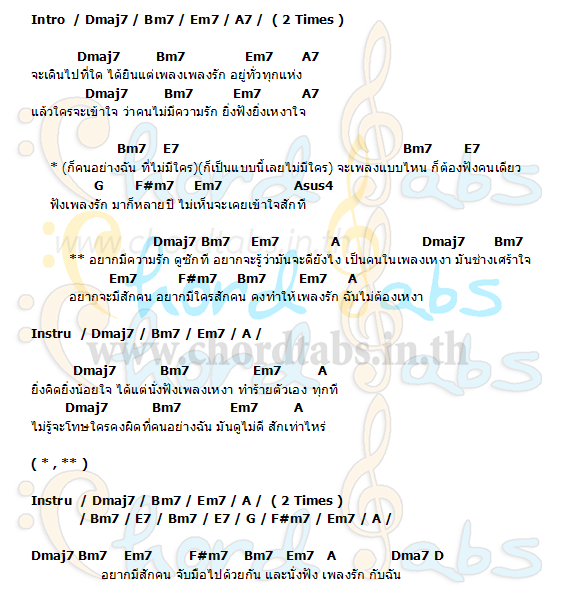 Intro / Dmaj7 / Bm7 / Em7 / A7 / ( 2 Times )
Dmaj7 Bm7 Em7 A7
จะเดินไปที่ใด ได้ยินแต่เพลงเพลงรัก อยู่ทั่วทุกแห่ง
Dmaj7 Bm7 Em7 A7
แล้วใครจะเข้าใจ ว่าคนไม่มีความรัก ยิ่งฟังยิ่งเหงาใจ
Bm7 E7 Bm7 E7
* (ก็คนอย่างฉัน ที่ไม่มีใคร)(ก็เป็นแบบนี้เลยไม่มีใคร) จะเพลงแบบไหน ก็ต้องฟังคนเดียว
G F#m7 Em7 Asus4
ฟังเพลงรัก มาก็หลายปี ไม่เห็นจะเคยเข้าใจสักที
Dmaj7 Bm7 Em7 A Dmaj7 Bm7
** อยากมีความรัก ดูซักที อยากจะรู้ว่ามันจะดียังไง เป็นคนในเพลงเหงา มันช่างเศร้าใจ
Em7 F#m7 Bm7 Em7 A
อยากจะมีสักคน อยากมีใครสักคน คงทำให้เพลงรัก ฉันไม่ต้องเหงา
Instru / Dmaj7 / Bm7 / Em7 / A /
www.chordtabs.in.th
Dmaj7 Bm7 Em7 A
ยิ่งคิดยิ่งน้อยใจ ได้แต่นั่งฟังเพลงเหงา ทำร้ายตัวเอง ทุกที
Dmaj7 Bm7 Em7 A
ไม่รู้จะโทษใครคงผิดที่คนอย่างฉัน มันดูไม่ดี สักเท่าไหร่
( * , ** )
Instru / Dmaj7 / Bm7 / Em7 / A / ( 2 Times )
/ Bm7 / E7 / Bm7 / E7 / G / F#m7 / Em7 / A /
Dmaj7 Bm7 Em7 F#m7 Bm7 Em7 A Dma7 D
อยากมีสักคน จับมือไปด้วยกัน และนั่งฟัง เพลงรัก กับฉัน